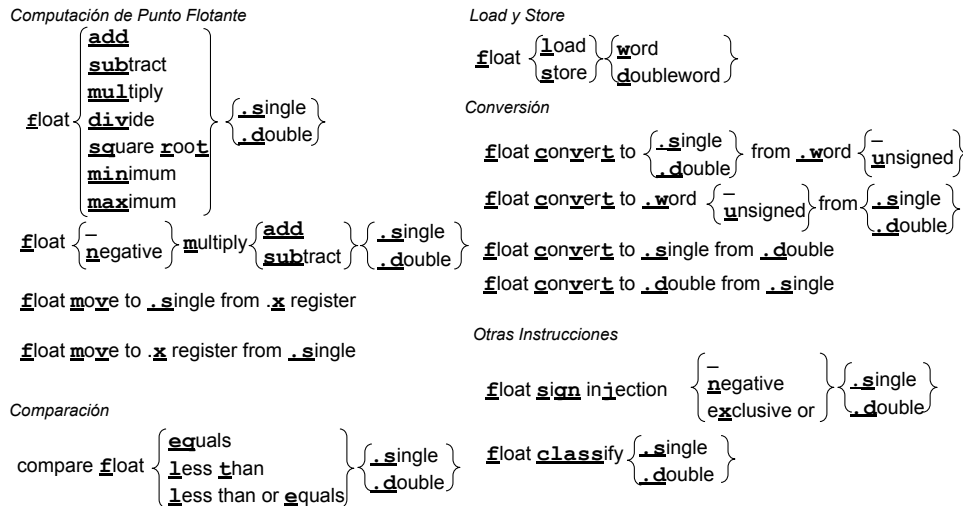 Computación de Punto Flotante
float
add
subtract
multiply
divide
square root
minimum
maximum
.single
.double
float
–
negative
multiply
add
subtract
.single
.double
float move to .single from .x register
float move to .x register from .single
Comparación
compare float
equals
less than
less than or equals
.single
.double
Load y Store
float
load
store
word
doubleword
Conversión
float convert to
.single
.double
from .word
–
unsigned
float convert to .word
–
unsigned
from
.single
.double
float convert to .single from .double
float convert to .double from .single
Otras Instrucciones
float sign injection
–
negative
exclusive or
.single
.double
float classify
.single
.double